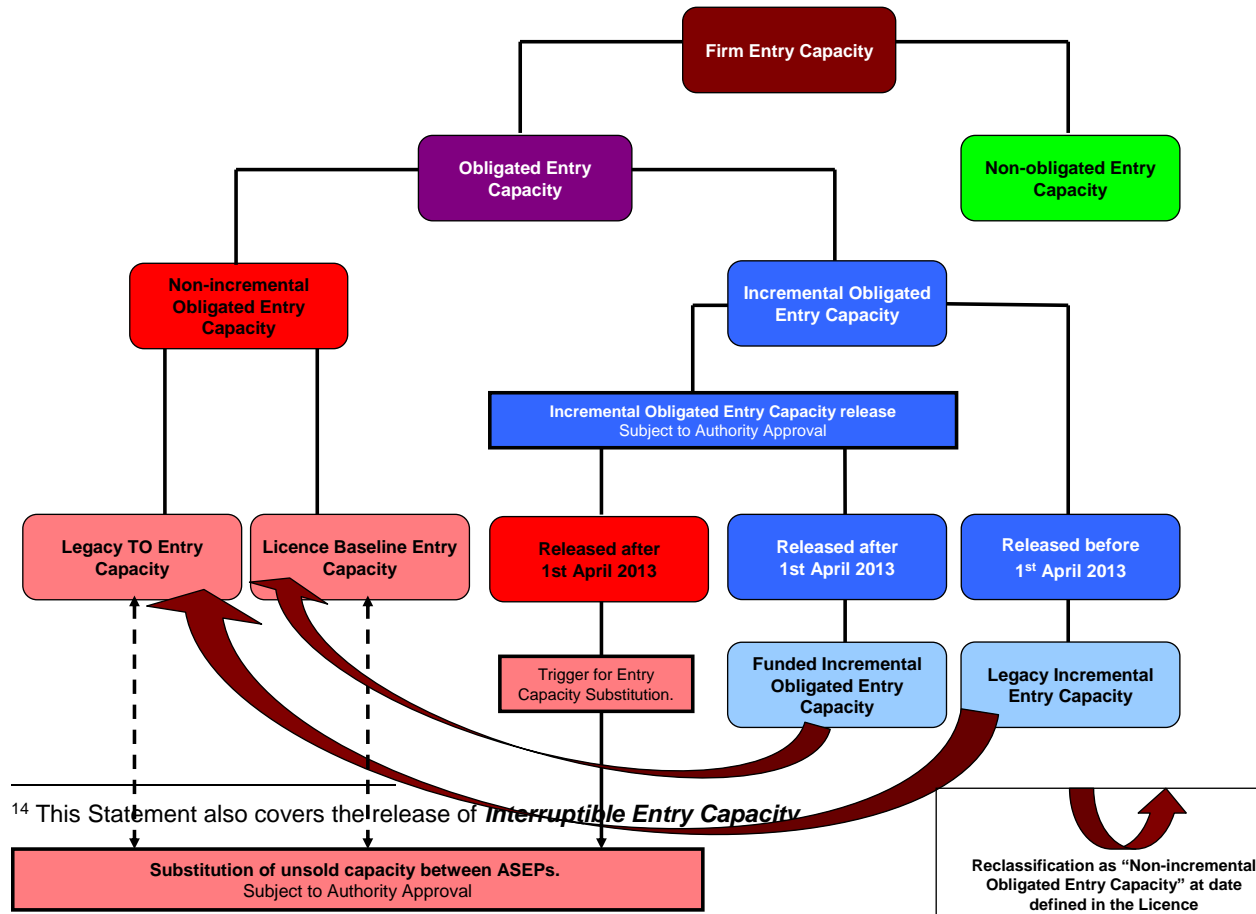 Firm Entry Capacity
Obligated Entry
Capacity
Non-obligated Entry
Capacity
Non-incremental
Obligated Entry
Capacity
Incremental Obligated
Entry Capacity
Incremental Obligated Entry Capacity release
Subject to Authority Approval
Legacy TO Entry
Capacity
Licence Baseline Entry
Capacity
Released after
1st April 2013
Released after
1st April 2013
Released before
1st April 2013
Trigger for Entry
Capacity Substitution.
Funded Incremental
Obligated Entry
Capacity
Legacy Incremental
Entry Capacity
14 This Statement also covers the release of Interruptible Entry Capacity
Substitution of unsold capacity between ASEPs.
Subject to Authority Approval
Reclassification as “Non-incremental
Obligated Entry Capacity” at date
defined in the Licence